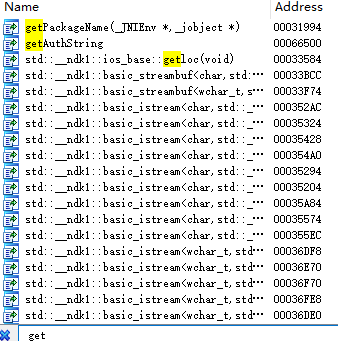 Name Address
getPackageName(_JNIEnv *,_jobject *) 00031994
getAuthString 00066500
std::__ndk1::ios_base::getloc(void) 00033584
std::__ndk1::basic_streambuf<char,std:⋯ 00033BCC
std::__ndk1::basic_streambuf<wchar_t,s⋯ 00033F74
std::__ndk1::basic_istream<char,std::_⋯ 000352AC
std::__ndk1::basic_istream<char,std::_⋯ 00035324
std::__ndk1::basic_istream<char,std::_⋯ 00035428
std::__ndk1::basic_istream<char,std::_⋯ 000354A0
std::__ndk1::basic_istream<char,std::_⋯ 00035294
std::__ndk1::basic_istream<char,std::_⋯ 00035204
std::__ndk1::basic_istream<char,std::_⋯ 00035A84
std::__ndk1::basic_istream<char,std::_⋯ 00035574
std::__ndk1::basic_istream<char,std::_⋯ 000355EC
std::__ndk1::basic_istream<wchar_t,std⋯ 00036DF8
std::__ndk1::basic_istream<wchar_t,std⋯ 00036E70
std::__ndk1::basic_istream<wchar_t,std⋯ 00036F70
std::__ndk1::basic_istream<wchar_t,std⋯ 00036FE8
std::__ndk1::basic_istream<wchar_t,std⋯ 00036DE0
get